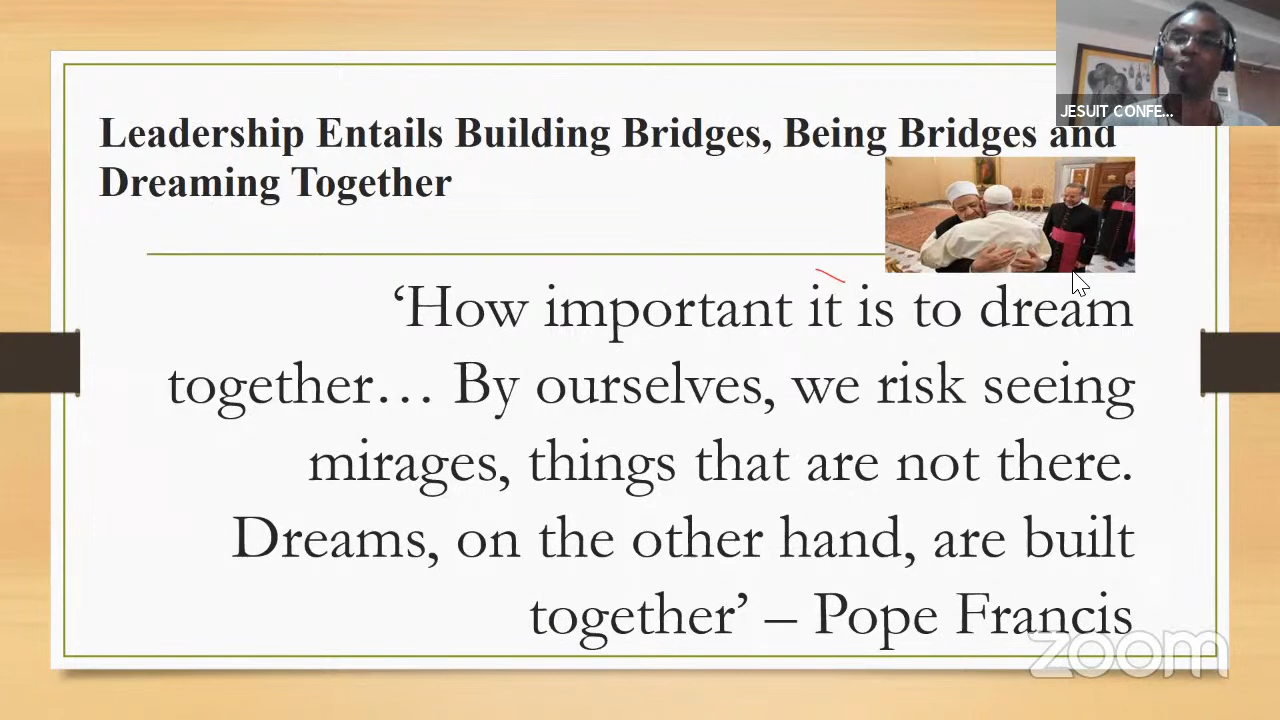 JESUIT CONFE...
Leadership Entails Building Bridges, Being Bridges and
Dreaming Together
‘How important it is to dream
together… By ourselves, we risk seeing
mirages, things that are not there.
Dreams, on the other hand, are built
together’ – Pope Francis
zoom